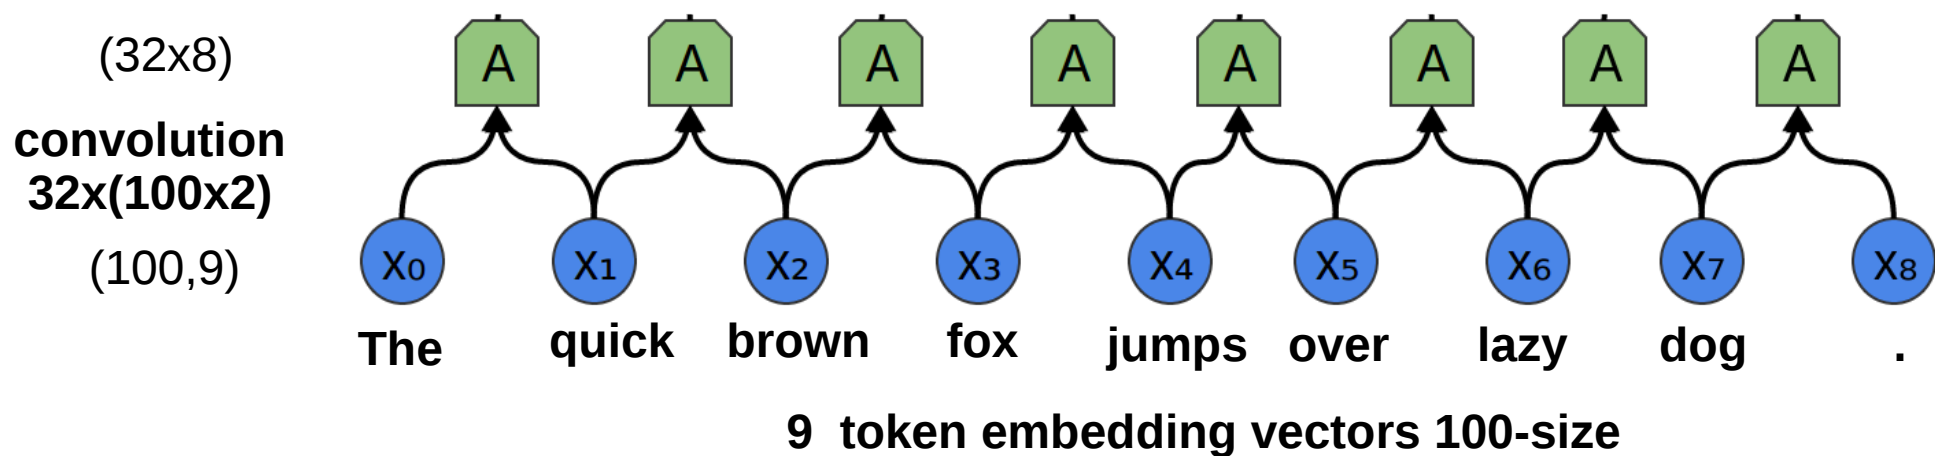 (32x8) A A A A A A A A
convolution
32x(100x2)
(100,9) X0 X1 X2 X3 X4 X5 X6 X7 X8
The quick brown fox jumps over lazy dog .
9 token embedding vectors 100-size